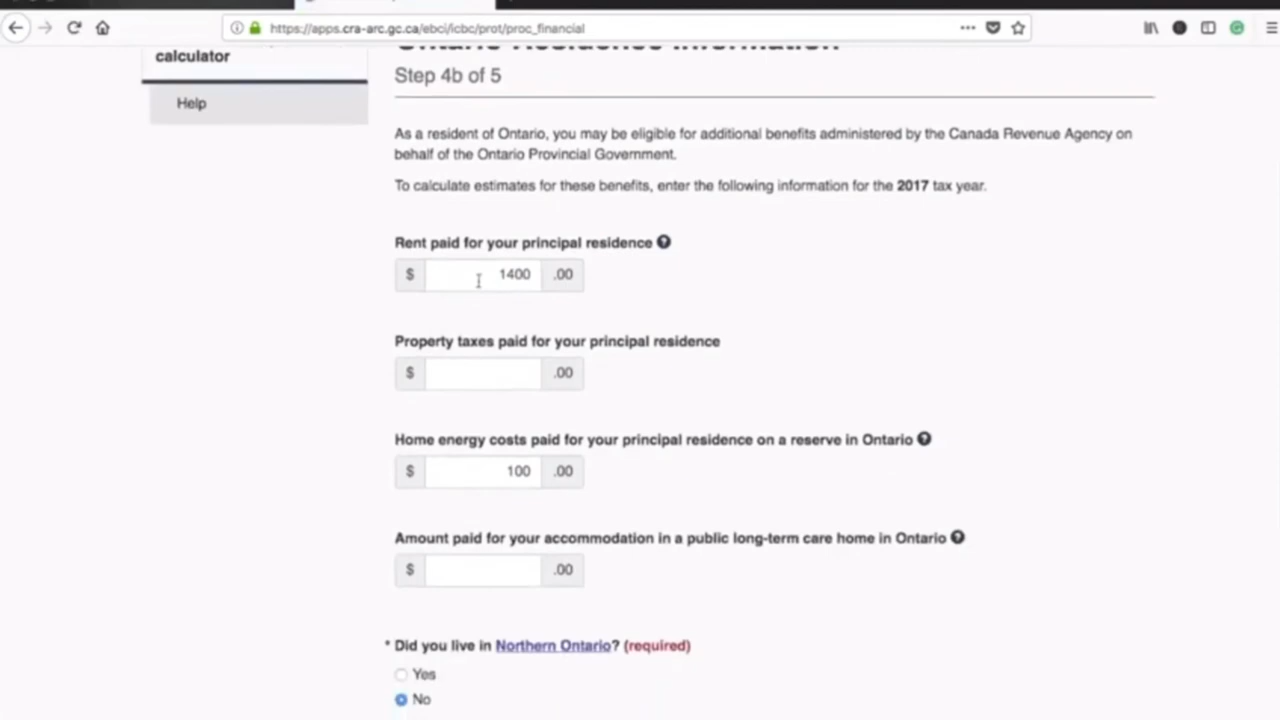 https://apps.cra-arc.gc.ca/ebci/icbc/prot/proc_financial
calculator
Help
Ontario Residence Information
Step 4b of 5
As a resident of Ontario, you may be eligible for additional benefits administered by the Canada Revenue Agency on
behalf of the Ontario Provincial Government.
To calculate estimates for these benefits, enter the following information for the 2017 tax year.
Rent paid for your principal residence
$ 1400 .00
Property taxes paid for your principal residence
$ .00
Home energy costs paid for your principal residence on a reserve in Ontario
$ 100 .00
Amount paid for your accommodation in a public long-term care home in Ontario
$ .00
* Did you live in Northern Ontario? (required)
Yes
No